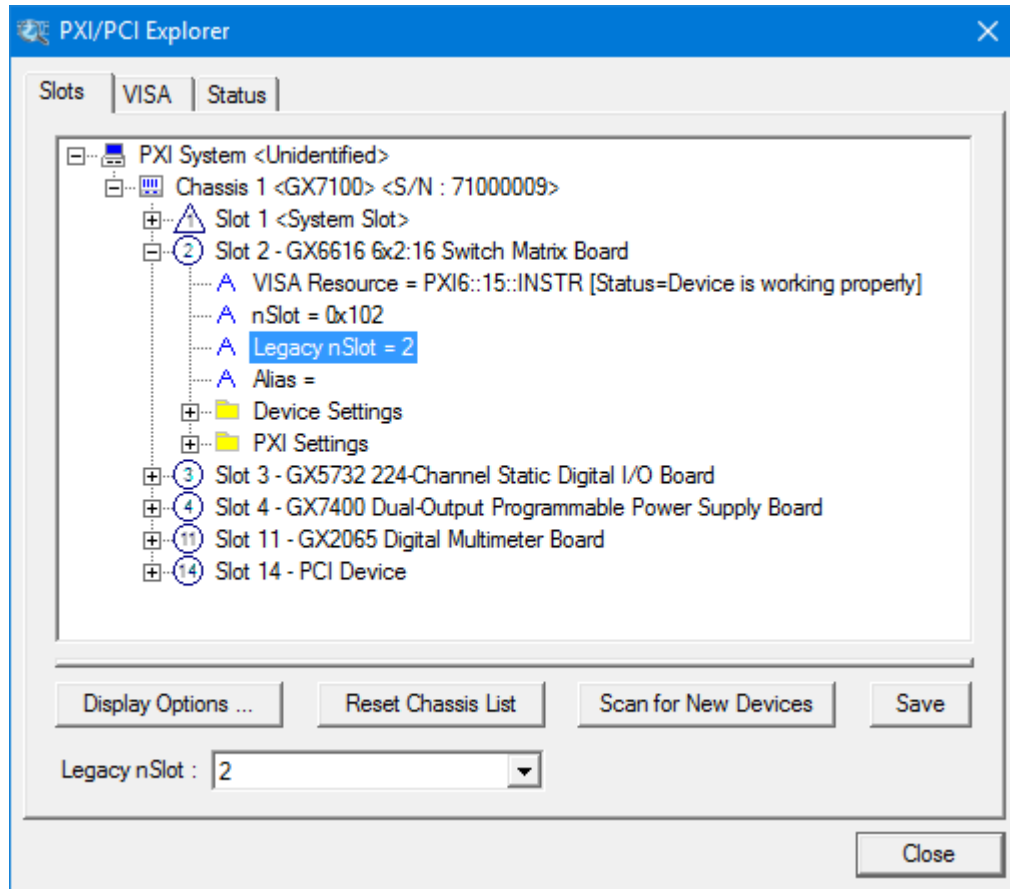 PXI/PCI Explorer
Slots VISA Status
PXI System <Unidentified>
Chassis 1 <GX7100> <S/N : 71000009>
1 Slot 1 <System Slot>
2 Slot 2 - GX6616 6x2:16 Switch Matrix Board
A VISA Resource = PXI6::15::INSTR [Status=Device is working properly]
A nSlot = 0x102
A Legacy nSlot = 2
A Alias =
Device Settings
PXI Settings
3 Slot 3 - GX5732 224-Channel Static Digital I/O Board
4 Slot 4 - GX7400 Dual-Output Programmable Power Supply Board
11 Slot 11 - GX2065 Digital Multimeter Board
14 Slot 14 - PCI Device
Display Options ... Reset Chassis List Scan for New Devices Save
Legacy nSlot : 2
Close